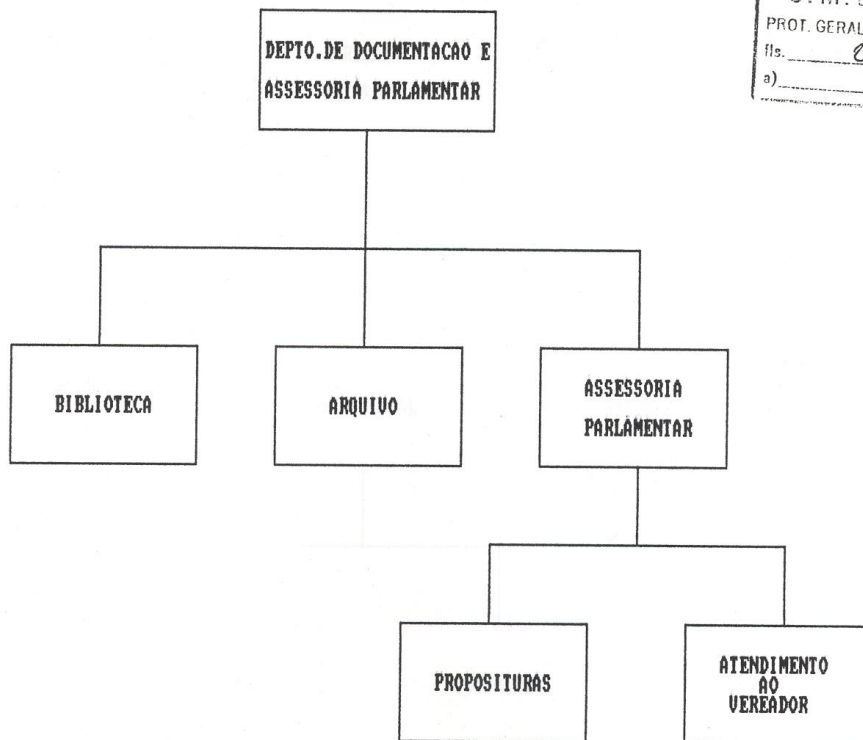 DEPTO.DE DOCUMENTACAO E
ASSESSORIA PARLAMENTAR
PROT. GERAL
fls.
a)
BIBLIOTECA
ARQUIVO
ASSESSORIA
PARLAMENTAR
PROPOSITURAS
ATENDIMENTO
AO
VEREADOR